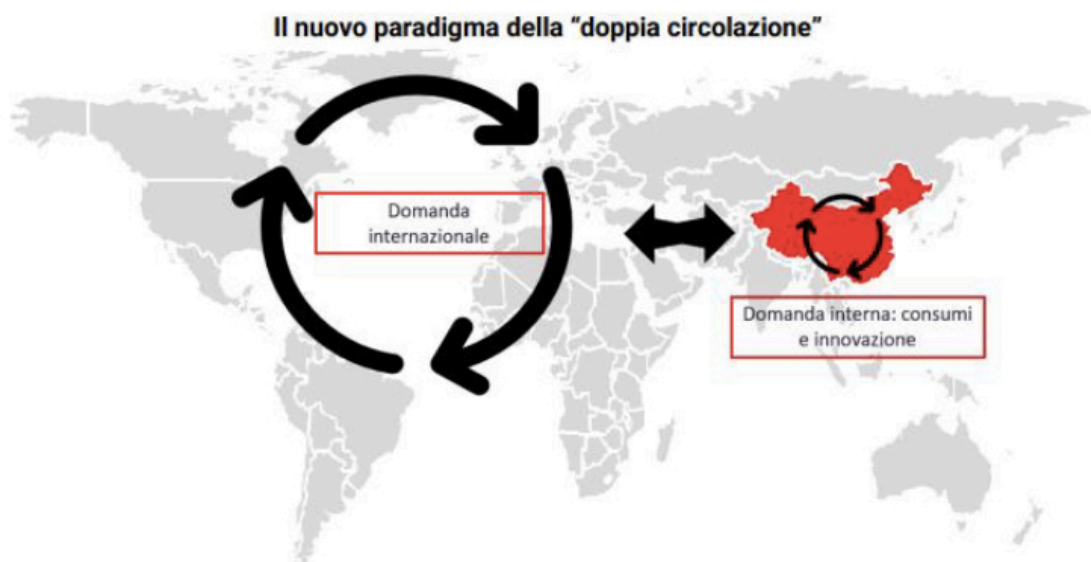 Il nuovo paradigma della “doppia circolazione”
Domanda
internazionale
Domanda interna: consumi
e innovazione